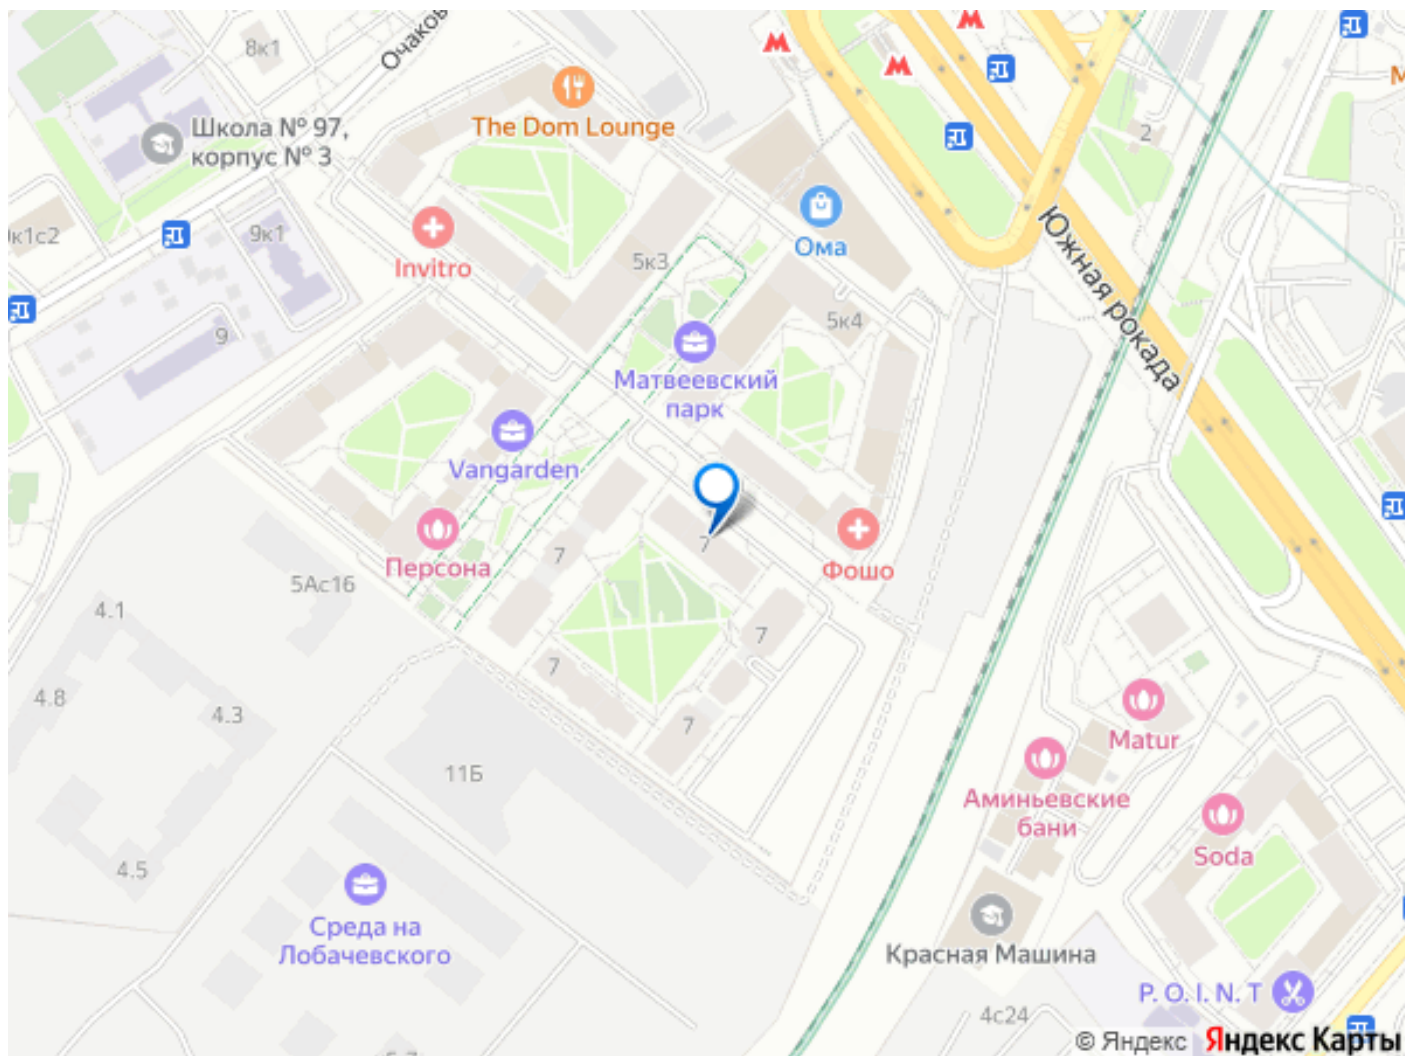 Очаков
8к1
Школа № 97,
корпус № 3
The Dom Lounge
2
к1с2
9к1
Invitro
5к3
Ома
Южная рокада
9
5к4
Матвеевский
парк
Vangarden
7
Персона
5Ас16
7
Фошо
4.1
7
7
4.8
4.3
7
Matur
11Б
Аминьевские
бани
4.5
Soda
Среда на
Лобачевского
Красная Машина
P. O. I. N. T
4с24
© Яндекс Яндекс Карты